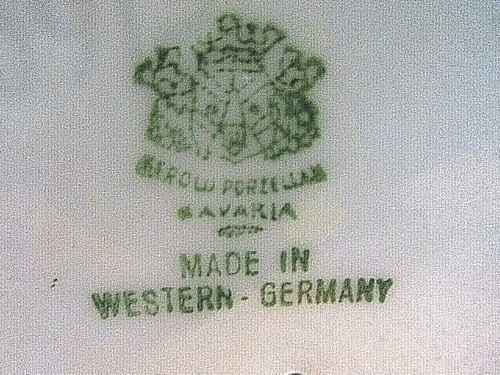 PORZELLAN
BAVARIA
MADE IN
WESTERN - GERMANY